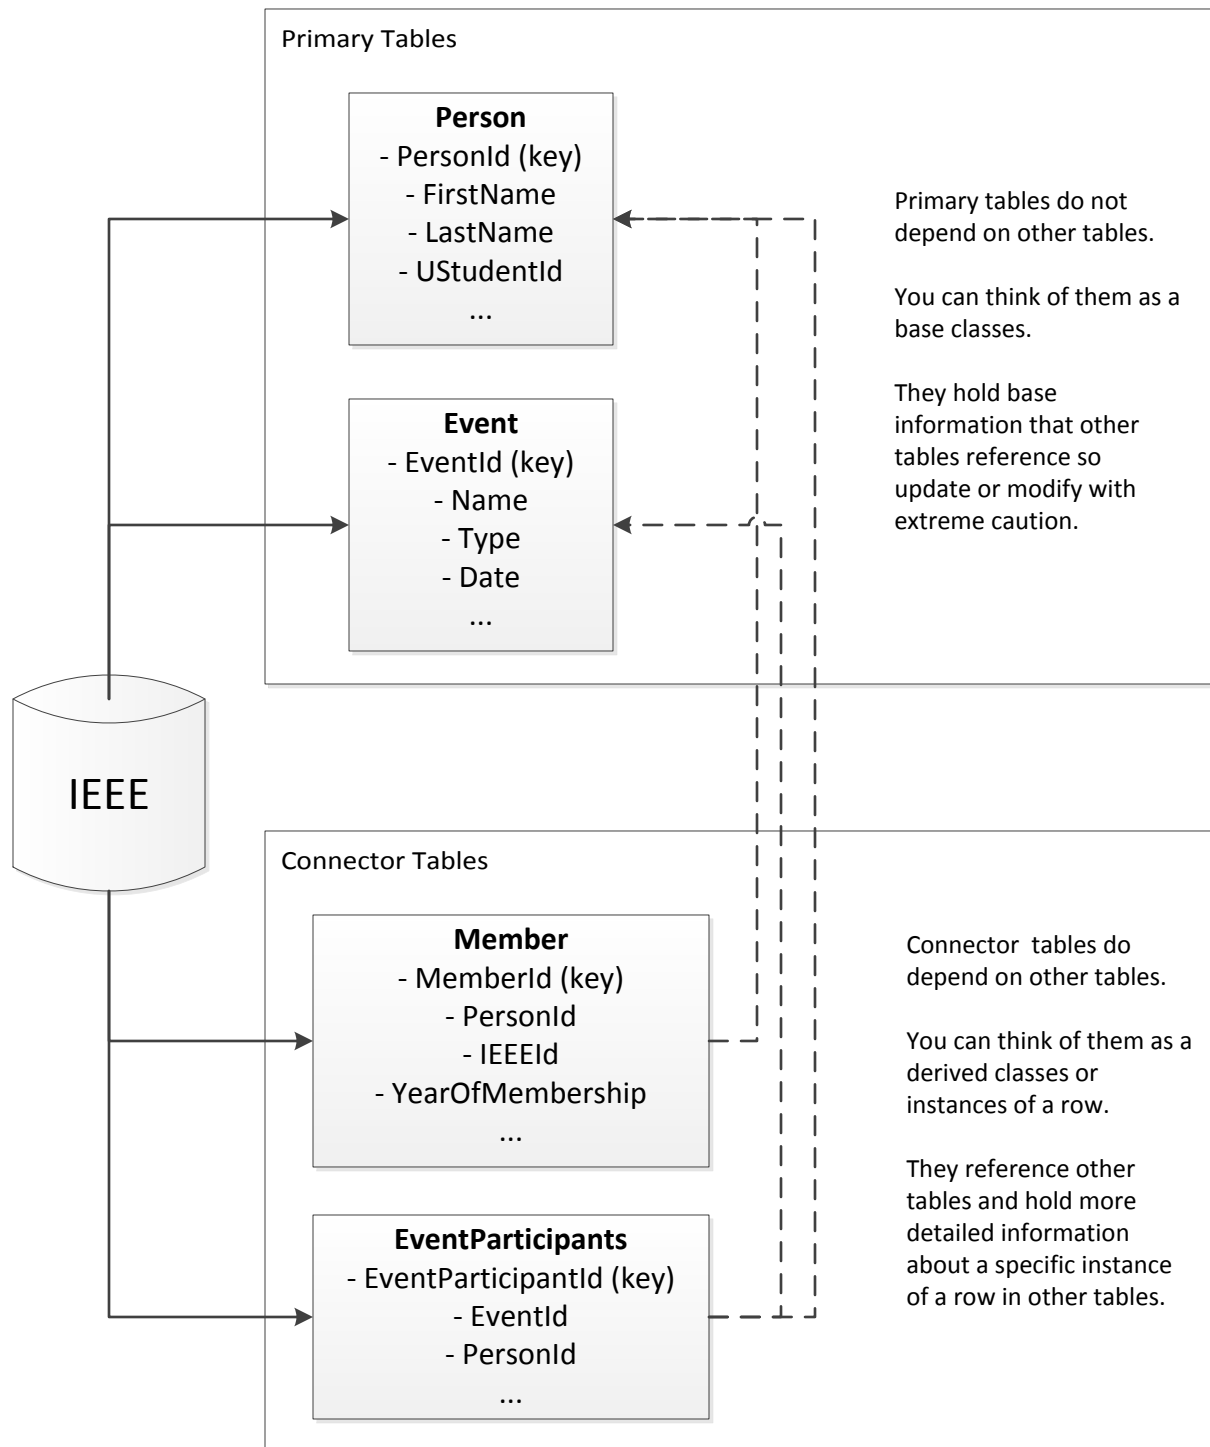 Primary Tables
Person
- PersonId (key)
- FirstName
- LastName
- UStudentId
...
Primary tables do not
depend on other tables.
You can think of them as a
base classes.
They hold base
information that other
tables reference so
update or modify with
extreme caution.
Event
- EventId (key)
- Name
- Type
- Date
...
IEEE
Connector Tables
Member
- MemberId (key)
- PersonId
- IEEEId
- YearOfMembership
...
Connector  tables do
depend on other tables.
You can think of them as a
derived classes or
instances of a row.
They reference other
tables and hold more
detailed information
about a specific instance
of a row in other tables.
EventParticipants
- EventParticipantId (key)
- EventId
- PersonId
...